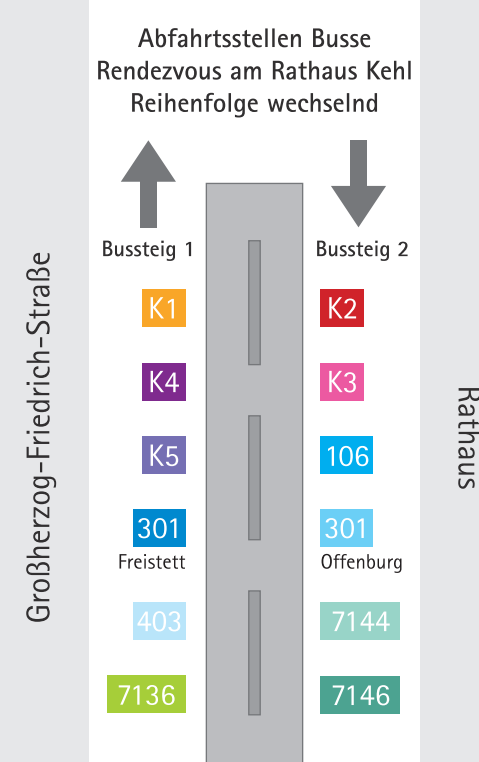 Abfahrtsstellen Busse
Rendezvous am Rathaus Kehl
Reihenfolge wechselnd
Großherzog-Friedrich-Straße
Bussteig 1
K1
K4
K5
301
Freistett
403
7136
Bussteig 2
K2
K3
106
301
Offenburg
7144
7146
Rathaus